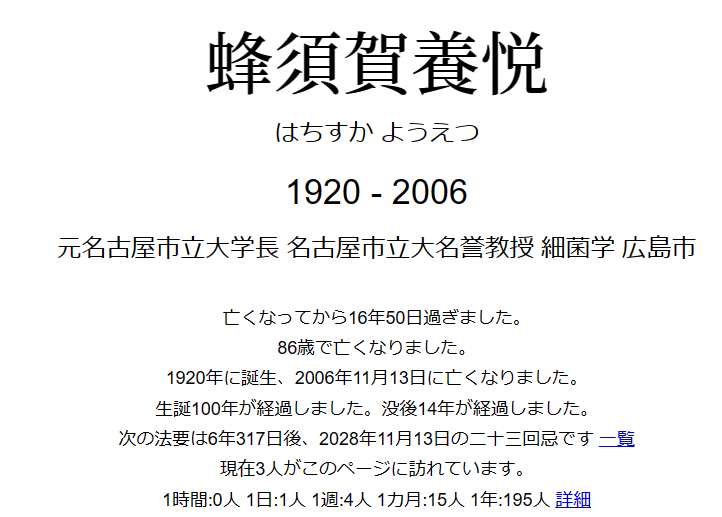 蜂須賀養悦
はちすか ようえつ
1920 - 2006
元名古屋市立大学長 名古屋市立大名誉教授 細菌学 広島市
亡くなってから16年50日過ぎました。
86歳で亡くなりました。
1920年に誕生、2006年11月13日に亡くなりました。
生誕100年が経過しました。没後14年が経過しました。
次の法要は6年317日後、2028年11月13日の二十三回忌です 一覧
現在3人がこのページに訪れています。
1時間:0人 1日:1人 1週:4人 1カ月:15人 1年:195人 詳細